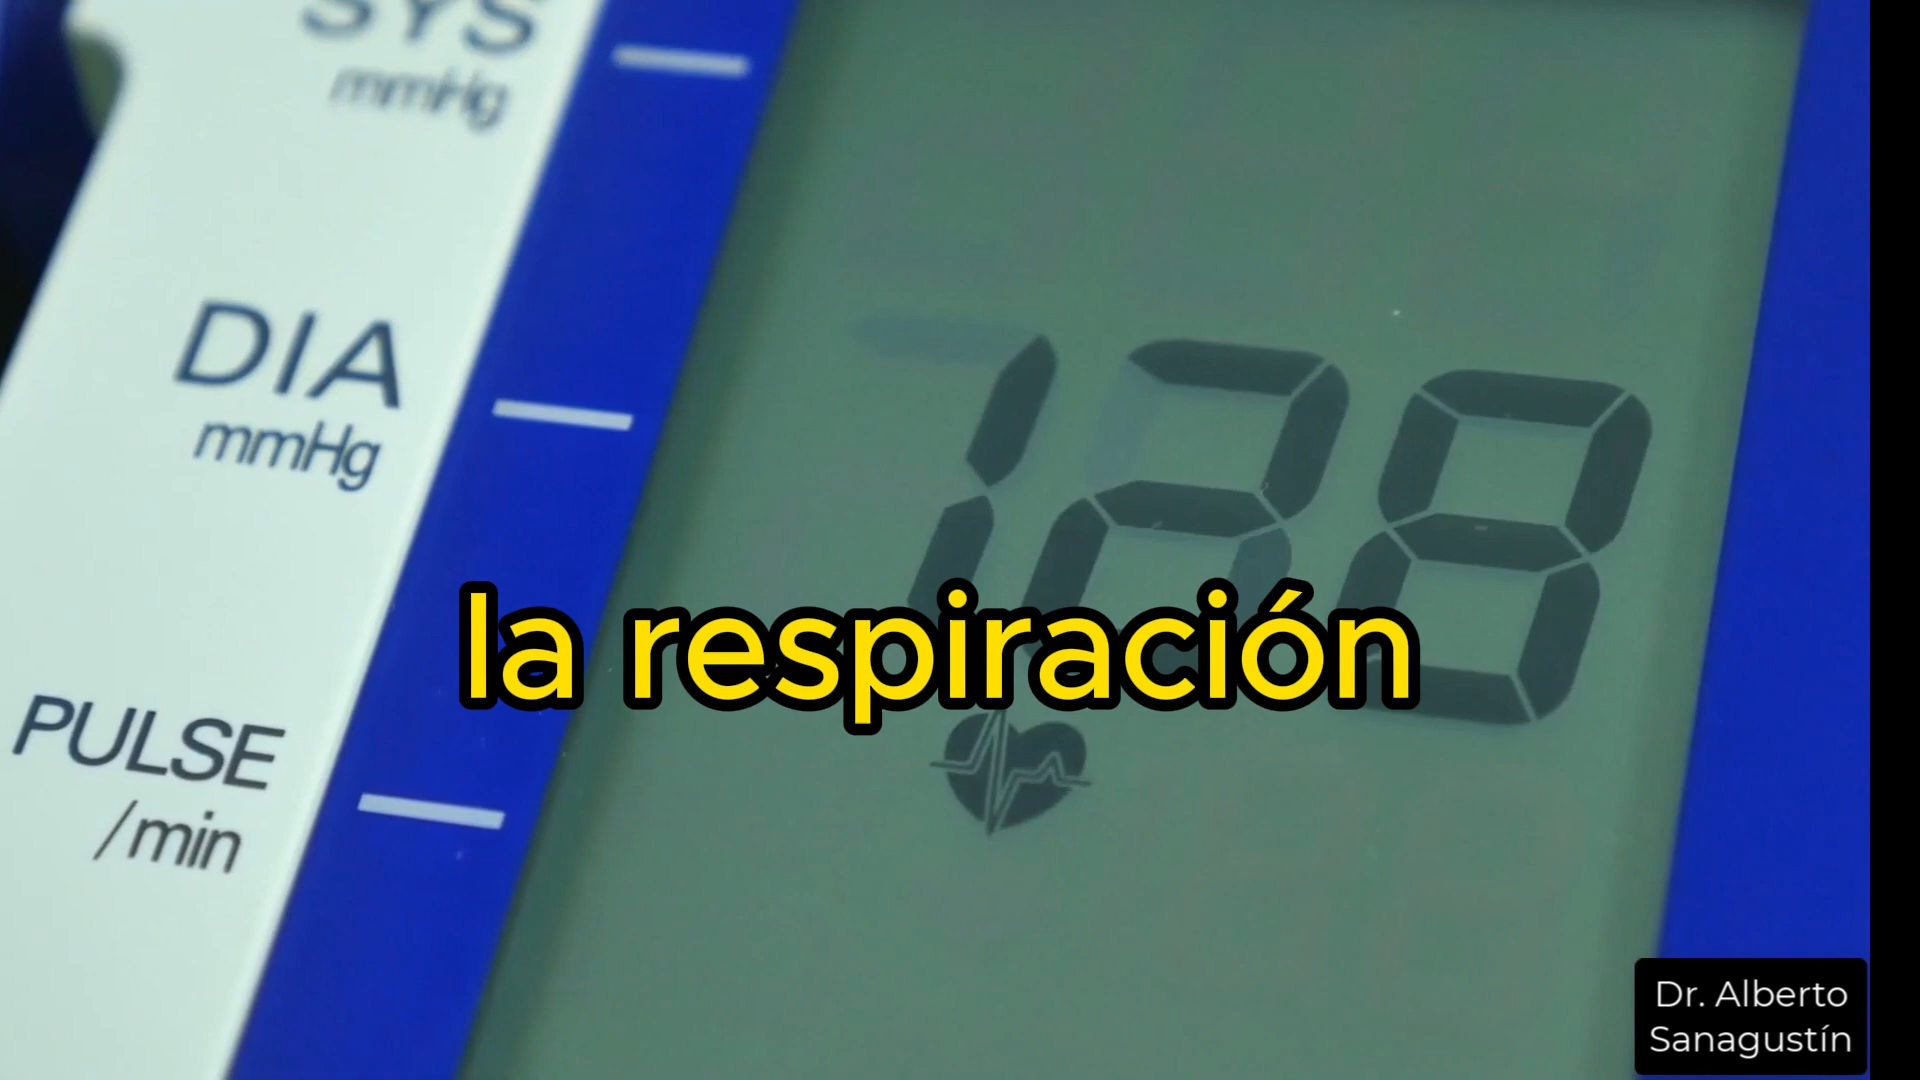 SYS
mmHg
DIA
mmHg
128
la respiración
PULSE
/min
Dr. Alberto
Sanagustín